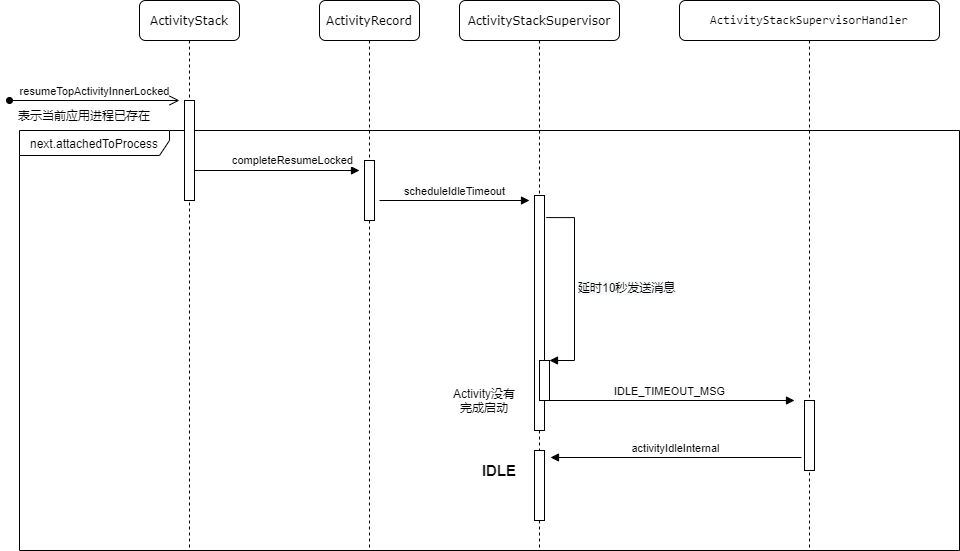 ActivityStack
ActivityRecord
ActivityStackSupervisor
ActivityStackSupervisorHandler
resumeTopActivityInnerLocked
表示当前应用进程已存在
next.attachedToProcess
completeResumeLocked
scheduleIdleTimeout
延时10秒发送消息
Activity没有
完成启动
IDLE_TIMEOUT_MSG
activityIdleInternal
IDLE